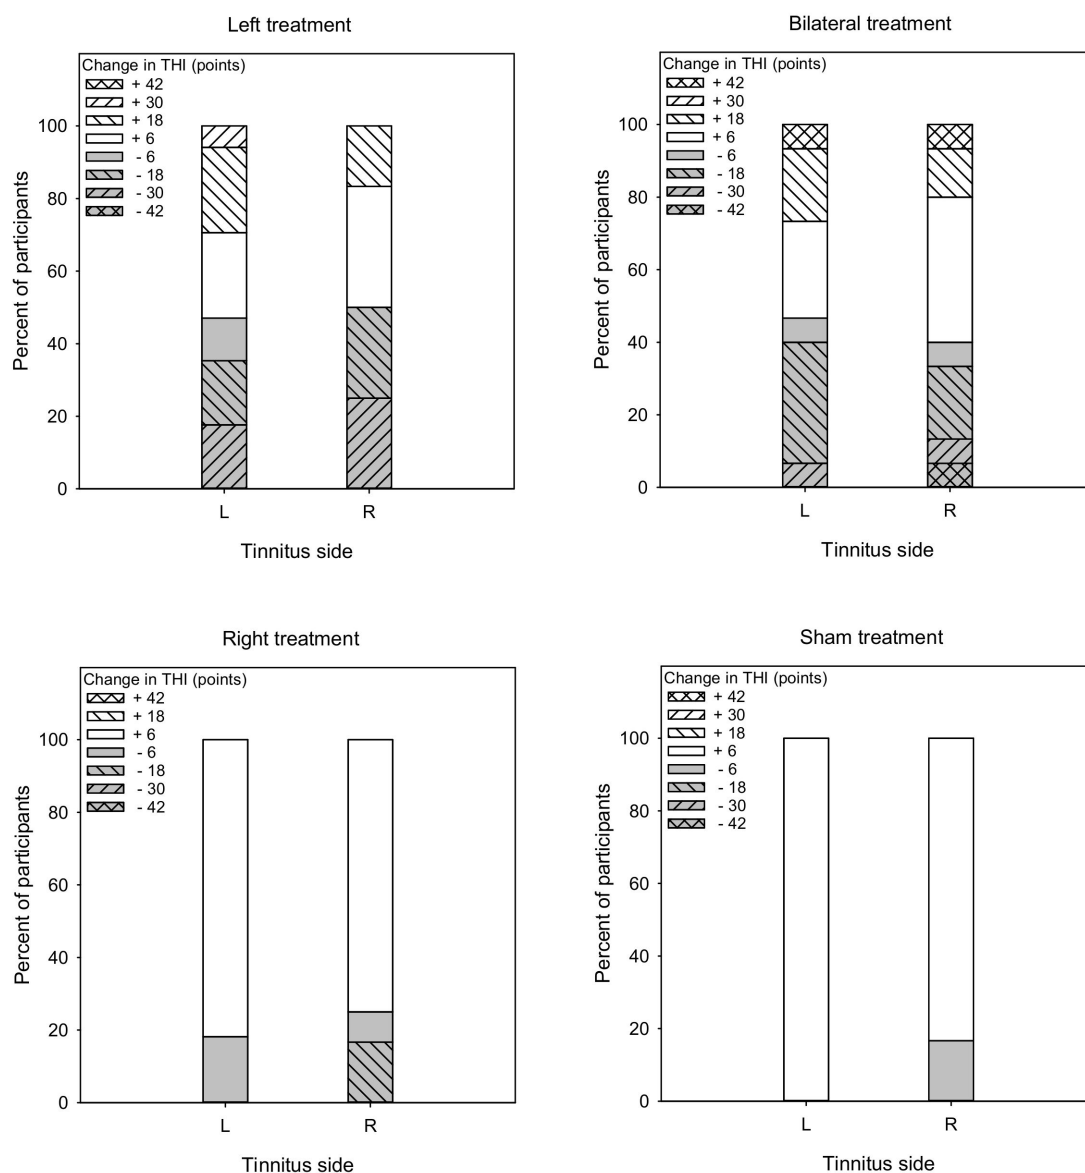 Left treatment
Change in THI (points)
+ 42
+ 30
+ 18
+ 6
- 6
- 18
- 30
- 42
100
80
60
40
20
0
Percent of participants
L R
Tinnitus side
Bilateral treatment
Change in THI (points)
+ 42
+ 30
+ 18
+ 6
- 6
- 18
- 30
- 42
100
80
60
40
20
0
Percent of participants
L R
Tinnitus side
Right treatment
Change in THI (points)
+ 42
+ 18
+ 6
- 6
- 18
- 30
- 42
100
80
60
40
20
0
Percent of participants
L R
Tinnitus side
Sham treatment
Change in THI (points)
+ 42
+ 30
+ 18
+ 6
- 6
- 18
- 30
- 42
100
80
60
40
20
0
Percent of participants
L R
Tinnitus side